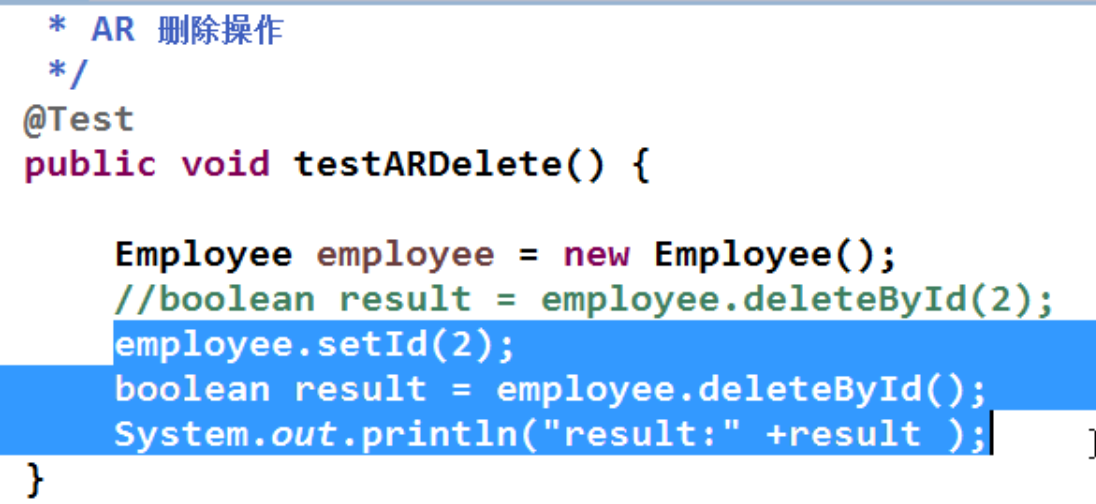 * AR 删除操作
*/
@Test
public void testARDelete() {
Employee employee = new Employee();
//boolean result = employee.deleteById(2);
employee.setId(2);
boolean result = employee.deleteById();
System.out.println("result:" +result );
}